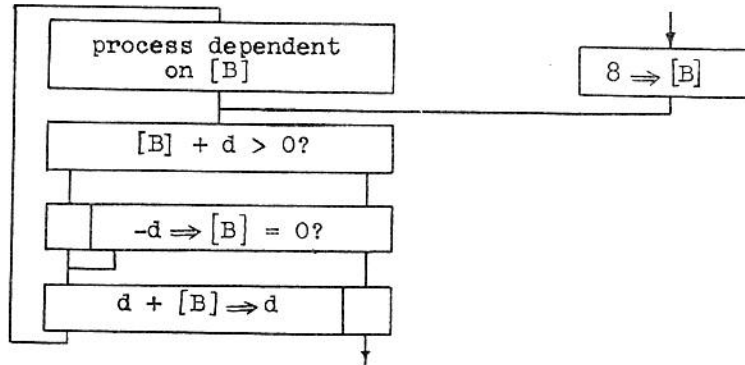 process dependent
on [B]
8 ⇒ [B]
[B] + d > 0?
-d ⇒ [B] = 0?
d + [B] ⇒ d